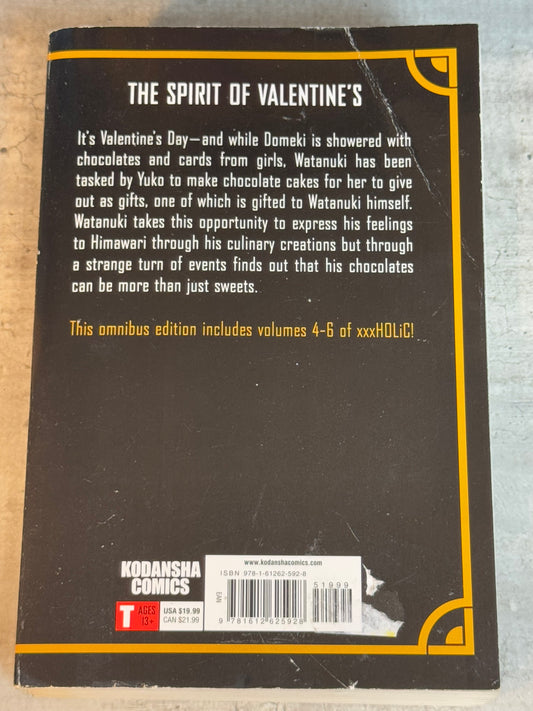 THE SPIRIT OF VALENTINE'S
It's Valentine's Day—and while Domeki is showered with
chocolates and cards from girls, Watanuki has been
tasked by Yuko to make chocolate cakes for her to give
out as gifts, one of which is gifted to Watanuki himself.
Watanuki takes this opportunity to express his feelings
to Himawari through his culinary creations but through
a strange turn of events finds out that his chocolates
can be more than just sweets.
This omnibus edition includes volumes 4-6 of xxxHOLiC!
KODANSHA
COMICS
T AGES
13+
USA $19.99
CAN $21.99
www.kodanshacomics.com
ISBN 978-1-61262-592-8
51999
EAN
9 781612 625928